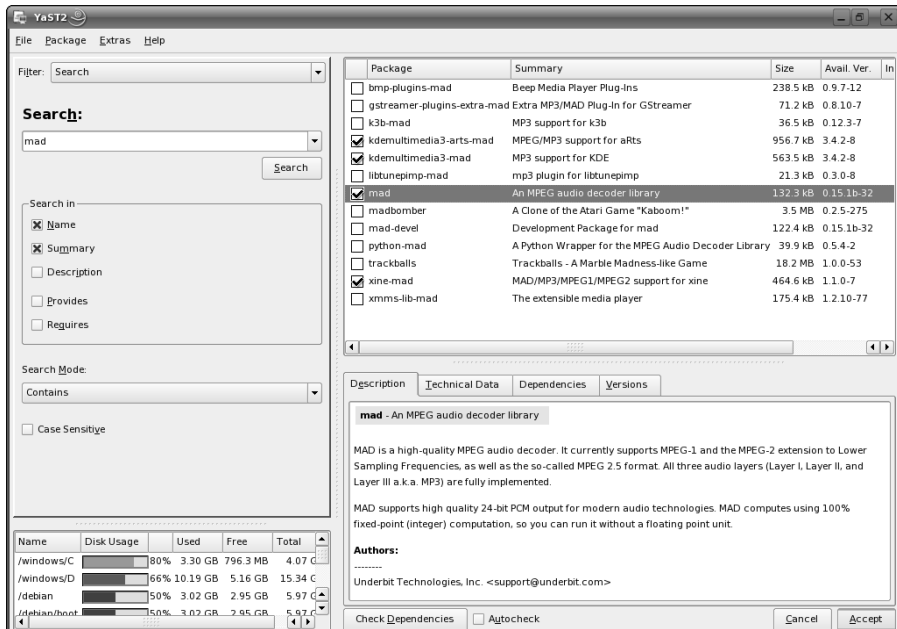 YaST2
File Package Extras Help
Filter: Search
Search:
mad
Search
Search in
Name
Summary
Description
Provides
Requires
Search Mode:
Contains
Case Sensitive
Name Disk Usage Used Free Total
/windows/C 80% 3.30 GB 796.3 MB 4.07 G
/windows/D 66% 10.19 GB 5.16 GB 15.34 G
/debian 50% 3.02 GB 2.95 GB 5.97 G
/debian/boot 50% 3.02 GB 2.95 GB 5.97 G
Package Summary Size Avail. Ver. In
bmp-plugins-mad Beep Media Player Plug-Ins 238.5 kB 0.9.7-12
gstreamer-plugins-extra-mad Extra MP3/MAD Plug-In for GStreamer 71.2 kB 0.8.10-7
k3b-mad MP3 support for k3b 36.5 kB 0.12.3-7
kdemultimedia3-arts-mad MPEG/MP3 support for aRts 956.7 kB 3.4.2-8
kdemultimedia3-mad MP3 support for KDE 563.5 kB 3.4.2-8
libtunepimp-mad mp3 plugin for libtunepimp 21.3 kB 0.3.0-8
mad An MPEG audio decoder library 132.3 kB 0.15.1b-32
madbomber A Clone of the Atari Game "Kaboom!" 3.5 MB 0.2.5-275
mad-devel Development Package for mad 122.4 kB 0.15.1b-32
python-mad A Python Wrapper for the MPEG Audio Decoder Library 39.9 kB 0.5.4-2
trackballs Trackballs - A Marble Madness-like Game 18.2 MB 1.0.0-53
xine-mad MAD/MP3/MPEG1/MPEG2 support for xine 464.6 kB 1.1.0-7
xmms-lib-mad The extensible media player 175.4 kB 1.2.10-77
Description Technical Data Dependencies Versions
mad - An MPEG audio decoder library
MAD is a high-quality MPEG audio decoder. It currently supports MPEG-1 and the MPEG-2 extension to Lower
Sampling Frequencies, as well as the so-called MPEG 2.5 format. All three audio layers (Layer I, Layer II, and
Layer III a.k.a. MP3) are fully implemented.
MAD supports high quality 24-bit PCM output for modern audio technologies. MAD computes using 100%
fixed-point (integer) computation, so you can run it without a floating point unit.
Authors:
--------
Underbit Technologies, Inc. <support@underbit.com>
Check Dependencies Autocheck Cancel Accept